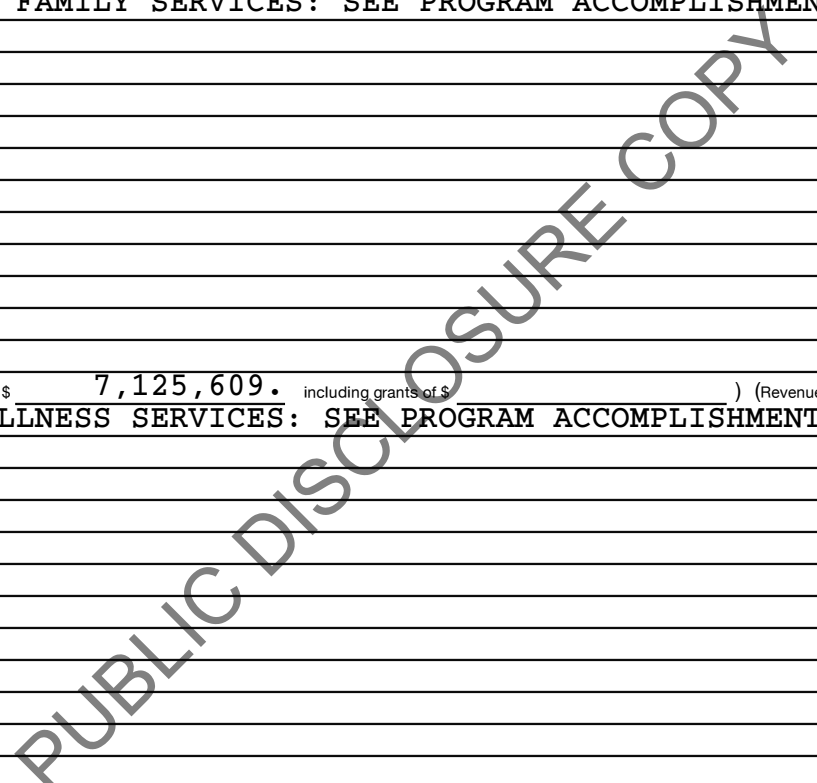 FAMILY SERVICES: SEE PROGRAM ACCOMPLISHMEN
$ 7,125,609. including grants of $ ) (Revenue
LLNESS SERVICES: SEE PROGRAM ACCOMPLISHMENT
PUBLIC DISCLOSURE COPY